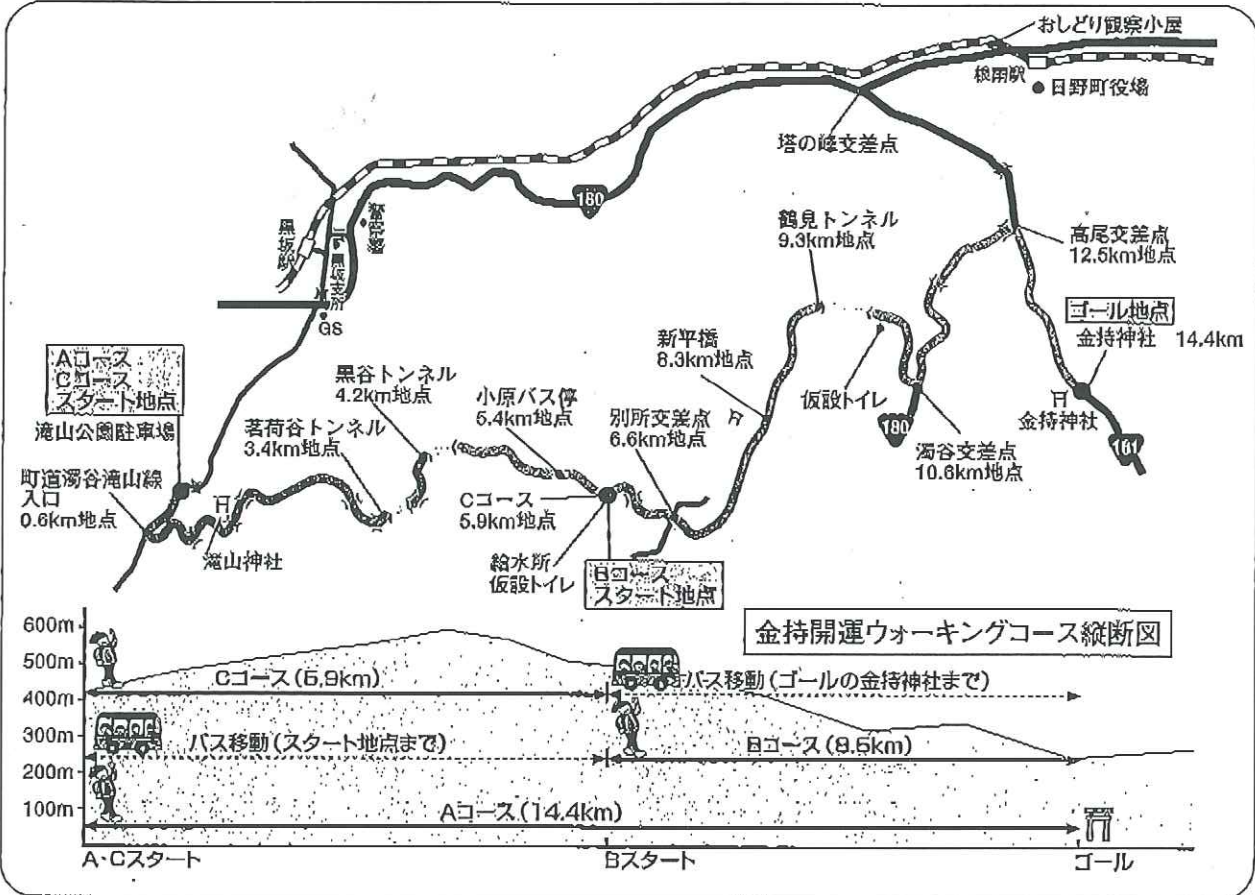 おしどり観察小屋
根雨駅
日野町役場
塔の峰交差点
180
警察署
黒坂駅
黒坂支所
GS
鶴見トンネル
9.3km地点
高尾交差点
12.5km地点
ゴール地点
金持神社 14.4km
金持神社
181
新平橋
8.3km地点
仮設トイレ
180
濁谷交差点
10.6km地点
Aコース
Cコース
スタート地点
滝山公園駐車場
黒谷トンネル
4.2km地点
小原バス停
5.4km地点
別所交差点
6.6km地点
茗荷谷トンネル
3.4km地点
町道濁谷滝山線
入口
0.6km地点
滝山神社
Cコース
5.9km地点
給水所
仮設トイレ
Bコース
スタート地点
金持開運ウォーキングコース縦断図
600m
500m
400m
300m
200m
100m
Cコース(5.9km)
バス移動(ゴールの金持神社まで)
バス移動(スタート地点まで)
Bコース(8.5km)
Aコース(14.4km)
A・Cスタート
Bスタート
ゴール